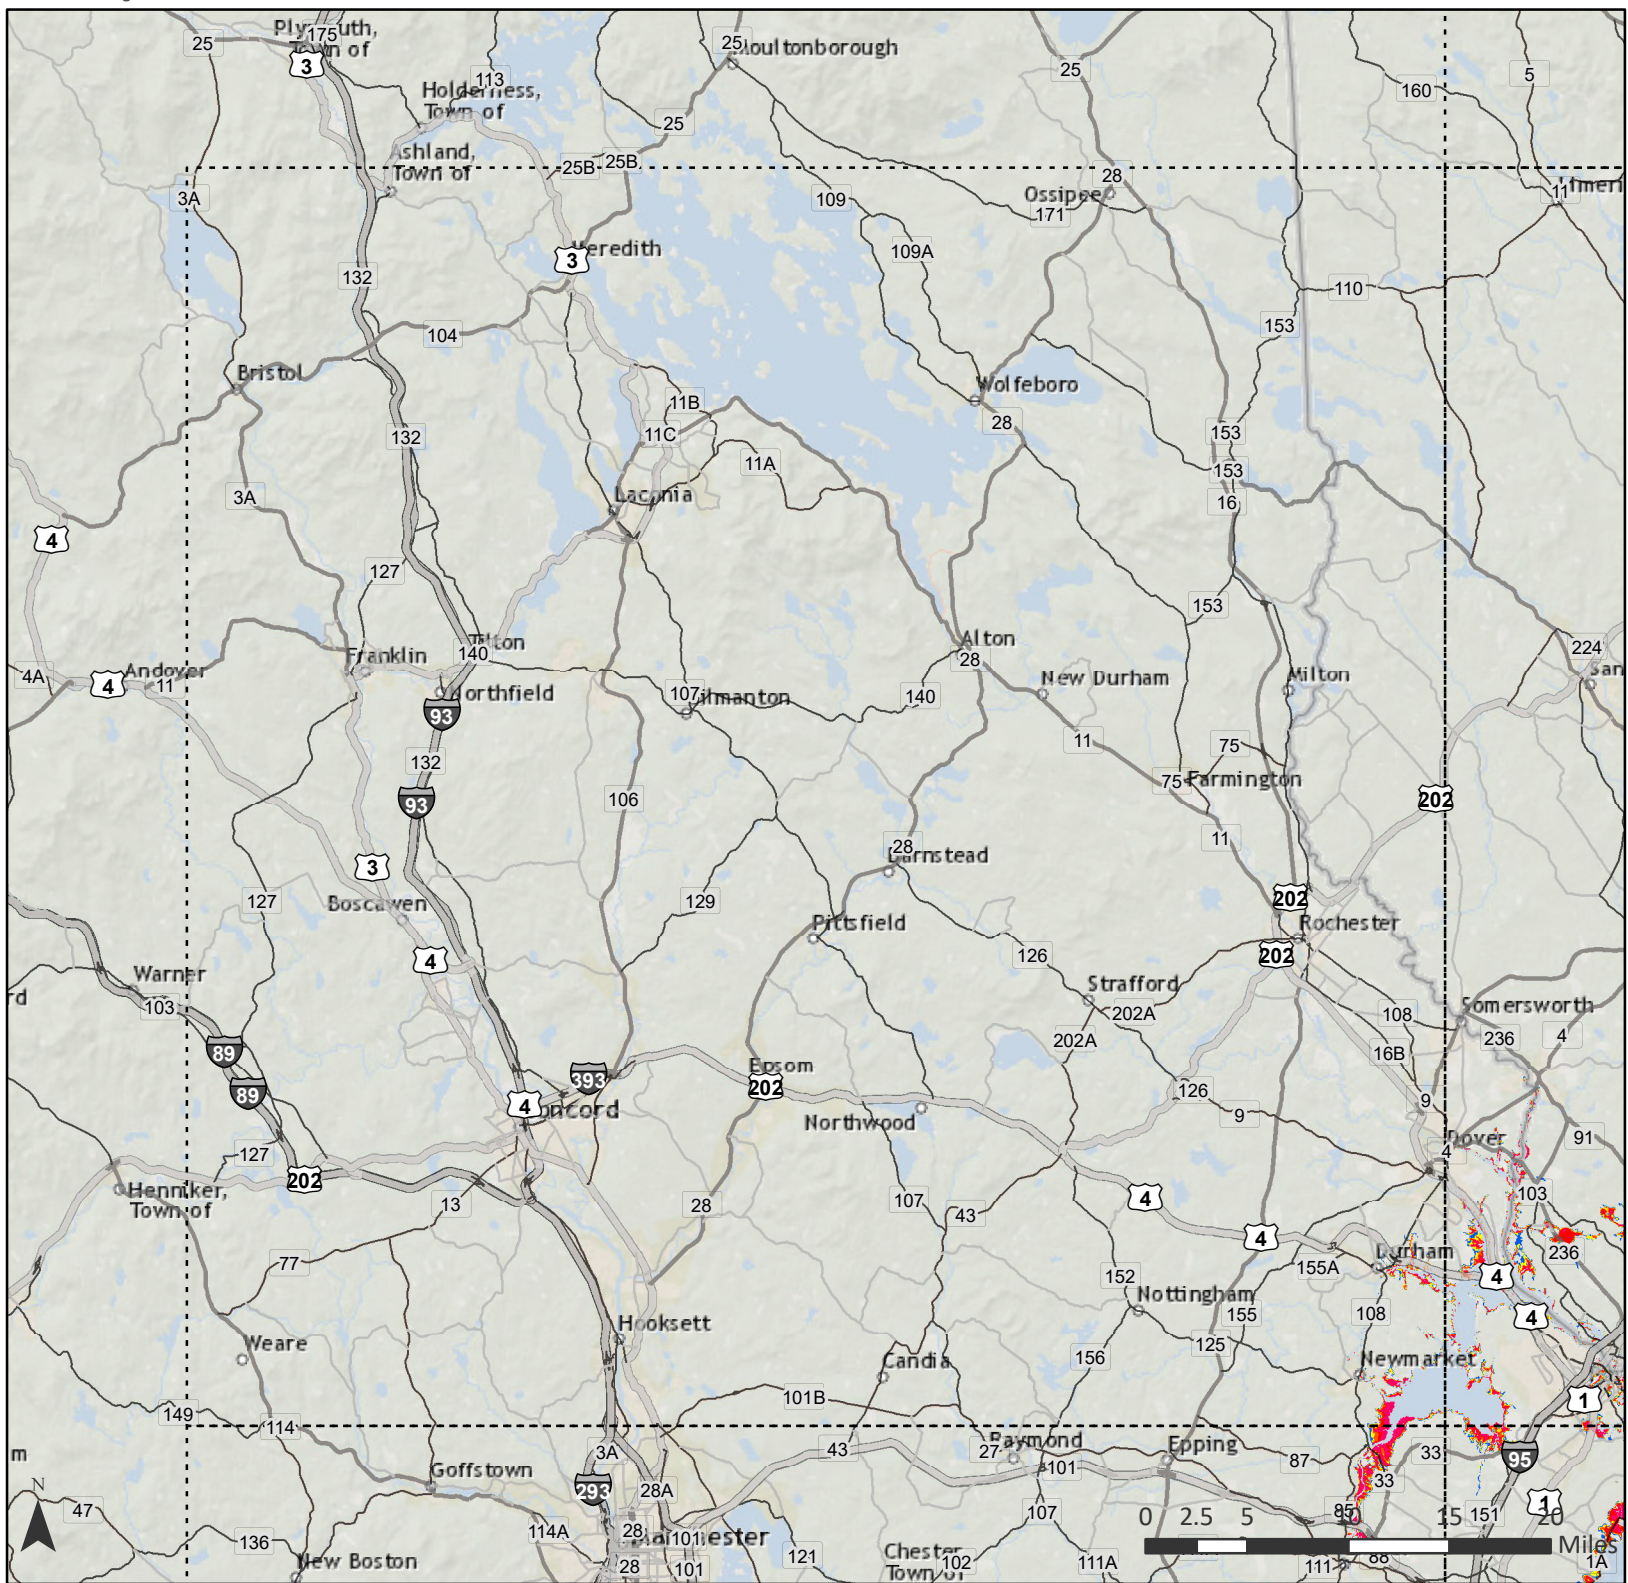 Plymouth,
Town of
175
25
3
25
Moultonborough
25
5
160
113
Holderness,
Town of
25
Ashland,
Town of
25B
25B
28
3A
109
Ossipee
171
11
109A
3
Meredith
132
110
153
104
Bristol
Wolfeboro
11B
28
132
11C
153
11A
153
3A
Laconia
16
4
127
153
Alton
Tilton
140
Franklin
28
224
Andover
4A
4
11
Northfield
107
Gilmanton
140
New Durham
Milton
93
11
75
132
93
75
Farmington
106
202
11
28
Barnstead
3
127
Boscawen
129
202
Pittsfield
Rochester
126
202
4
Warner
rd
103
Strafford
202A
108
Somersworth
202A
236
4
89
16B
393
Epsom
202
89
126
4
Concord
Northwood
9
9
127
Dover
4
91
202
Henniker,
Town of
13
28
107
43
4
103
4
236
77
155A
Durham
152
4
Nottingham
155
108
4
Hooksett
125
Weare
Candia
156
Newmarket
101B
1
149
114
m
3A
43
27
Raymond
Epping
87
33
95
N
Goffstown
293
28A
101
33
47
107
85
0 2.5 5 10 15 20
Miles
1
151
136
114A
28
Manchester
101
121
Chester,
Town of
102
111A
111
88
1A
New Boston
28
101